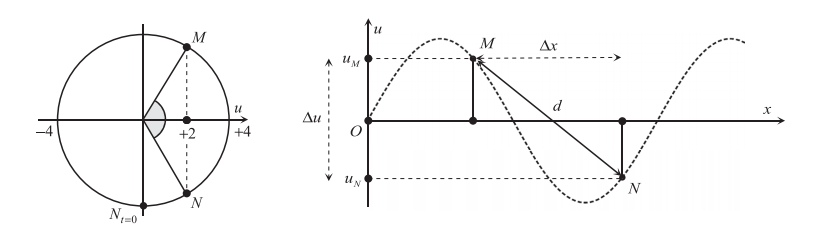 M
u
−4
+2
+4
N
N_{t=0}
u
u_M
M
Δx
Δu
d
x
O
u_N
N